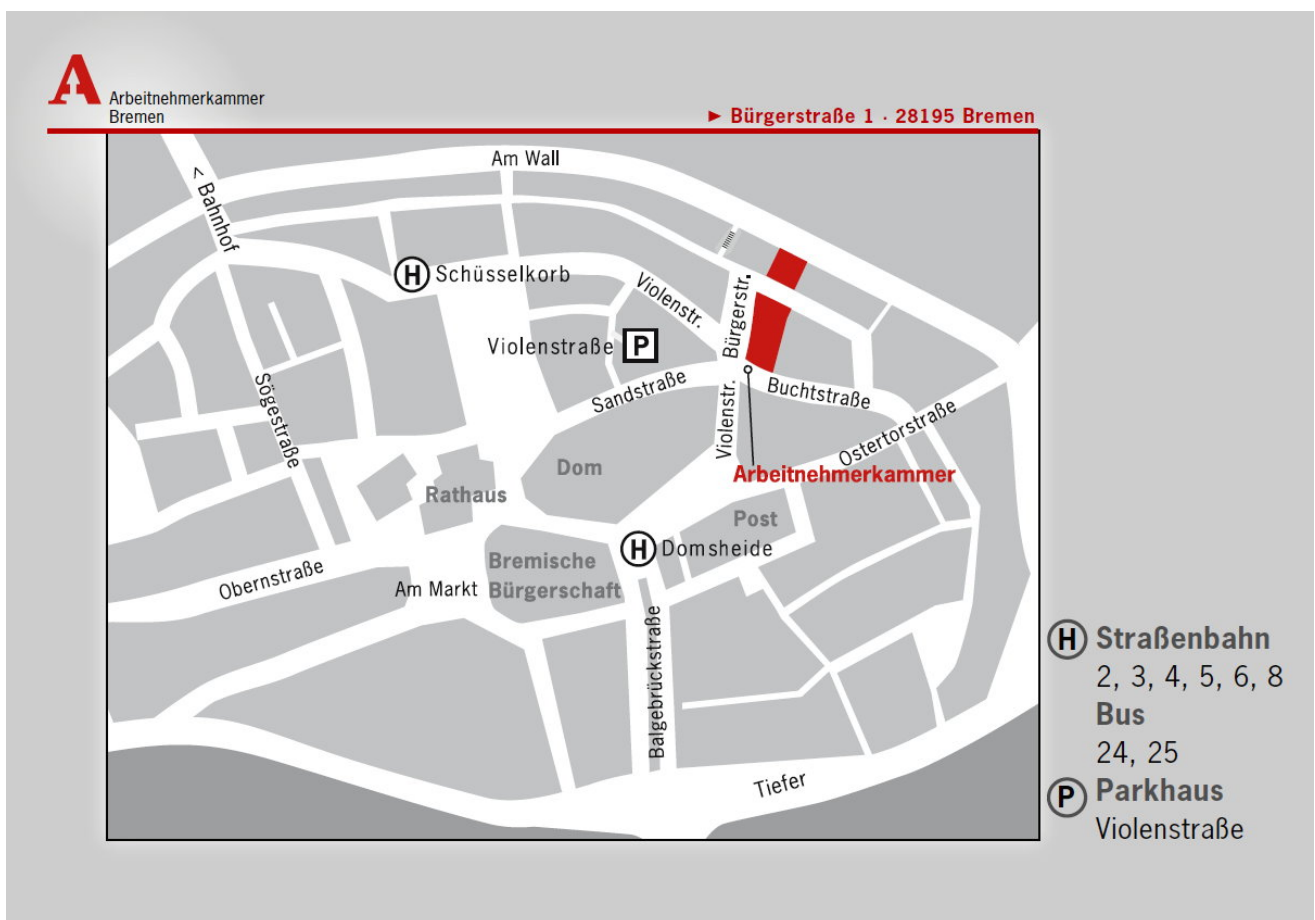 A
Arbeitnehmerkammer
Bremen
► Bürgerstraße 1 · 28195 Bremen
Am Wall
< Bahnhof
H Schüsselkorb
Violenstr.
Bürgerstr.
Violenstraße P
Sandstraße
Buchtstraße
Violenstr.
Sögestraße
Ostertorstraße
Dom
Arbeitnehmerkammer
Rathaus
Post
H Domsheide
Bremische
Bürgerschaft
Obernstraße
Am Markt
Balgebrückstraße
Tiefer
H Straßenbahn
2, 3, 4, 5, 6, 8
Bus
24, 25
P Parkhaus
Violenstraße